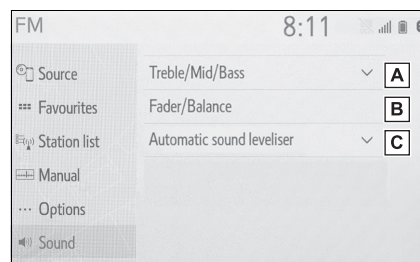 FM 8:11
Source
Favourites
Station list
Manual
Options
Sound
Treble/Mid/Bass A
Fader/Balance B
Automatic sound leveliser C